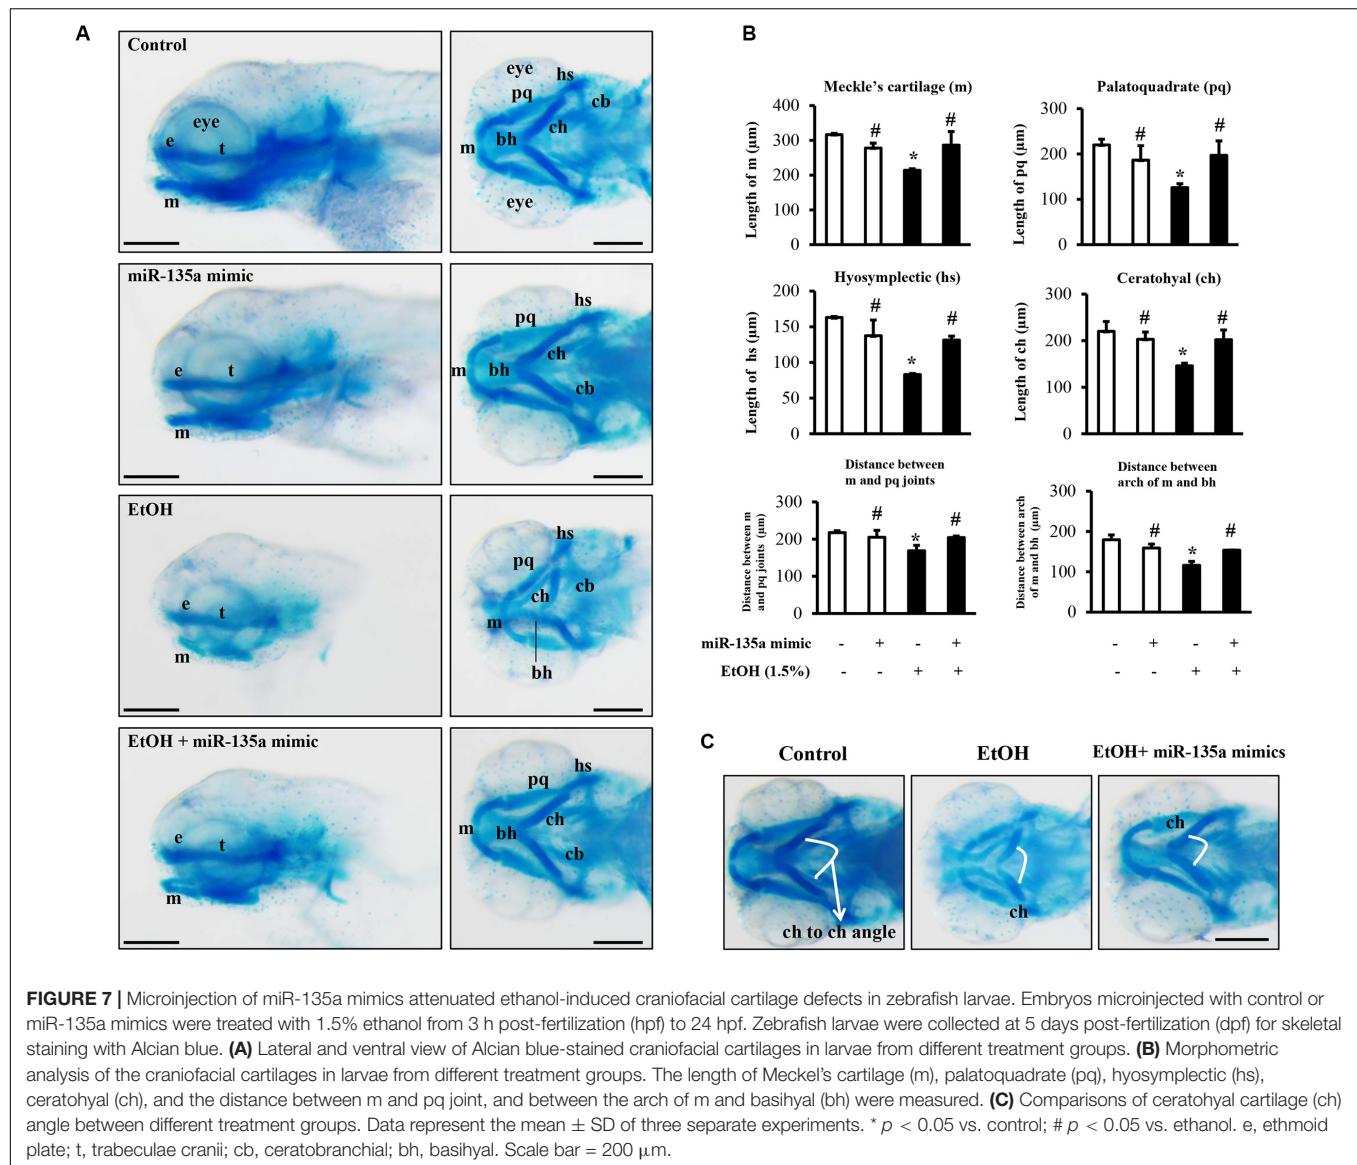 A
Control
eye
e
t
m
eye
hs
pq
cb
ch
bh
m
eye
miR-135a mimic
e
t
m
hs
pq
ch
m
bh
cb
EtOH
e
t
m
hs
pq
cb
ch
m
bh
EtOH + miR-135a mimic
e
t
m
hs
pq
ch
m
bh
cb
B
Meckle's cartilage (m)
Length of m (μm)
400
300
200
100
0
#
*
#
Palatoquadrate (pq)
Length of pq (μm)
300
200
100
0
#
*
#
Hyosymplectic (hs)
Length of hs (μm)
200
150
100
50
0
#
*
#
Ceratohyal (ch)
Length of ch (μm)
300
200
100
0
#
*
#
Distance between
m and pq joints
Distance between m
and pq joints (μm)
300
200
100
0
#
*
#
Distance between
arch of m and bh
Distance between arch
of m and bh (μm)
300
200
100
0
#
*
#
miR-135a mimic - + - + - + - +
EtOH (1.5%) - - + + - - + +
C
Control
ch to ch angle
EtOH
ch
EtOH+ miR-135a mimics
ch
FIGURE 7 | Microinjection of miR-135a mimics attenuated ethanol-induced craniofacial cartilage defects in zebrafish larvae. Embryos microinjected with control or
miR-135a mimics were treated with 1.5% ethanol from 3 h post-fertilization (hpf) to 24 hpf. Zebrafish larvae were collected at 5 days post-fertilization (dpf) for skeletal
staining with Alcian blue. (A) Lateral and ventral view of Alcian blue-stained craniofacial cartilages in larvae from different treatment groups. (B) Morphometric
analysis of the craniofacial cartilages in larvae from different treatment groups. The length of Meckel's cartilage (m), palatoquadrate (pq), hyosymplectic (hs),
ceratohyal (ch), and the distance between m and pq joint, and between the arch of m and basihyal (bh) were measured. (C) Comparisons of ceratohyal cartilage (ch)
angle between different treatment groups. Data represent the mean ± SD of three separate experiments. * p < 0.05 vs. control; # p < 0.05 vs. ethanol. e, ethmoid
plate; t, trabeculae cranii; cb, ceratobranchial; bh, basihyal. Scale bar = 200 μm.